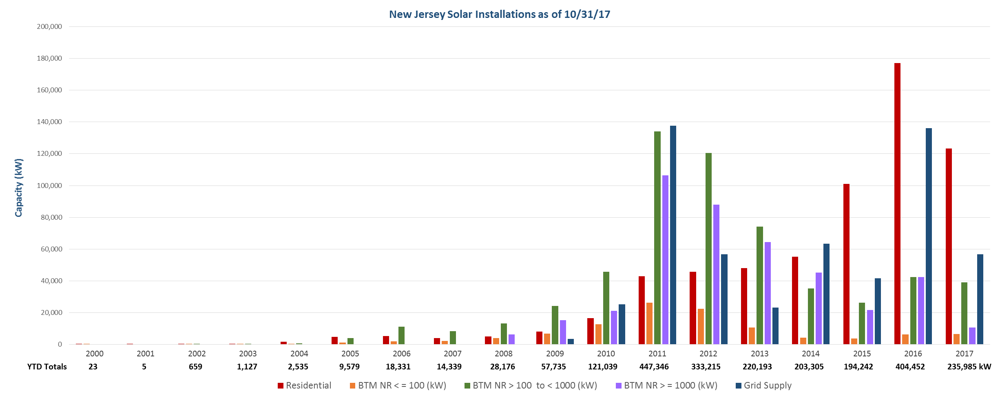 New Jersey Solar Installations as of 10/31/17
Capacity (kW)
200,000
180,000
160,000
140,000
120,000
100,000
80,000
60,000
40,000
20,000
0
2000 2001 2002 2003 2004 2005 2006 2007 2008 2009 2010 2011 2012 2013 2014 2015 2016 2017
YTD Totals 23 5 659 1,127 2,535 9,579 18,331 14,339 28,176 57,735 121,039 447,346 333,215 220,193 203,305 194,242 404,452 235,985 kW
Residential BTM NR < = 100 (kW) BTM NR > 100 to < 1000 (kW) BTM NR > = 1000 (kW) Grid Supply